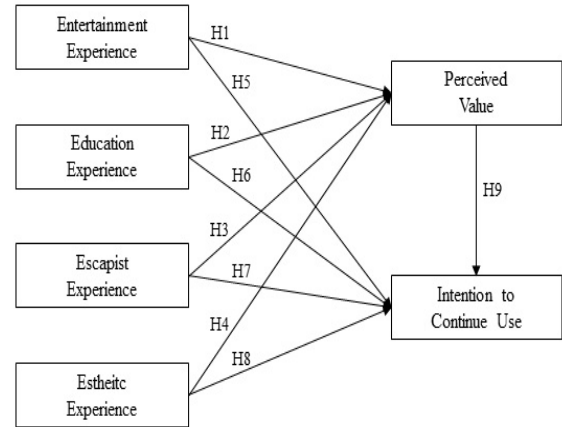 Entertainment
Experience
H1
H5
Perceived
Value
Education
Experience
H2
H6
H9
Escapist
Experience
H3
H7
Intention to
Continue Use
Estheitc
Experience
H4
H8